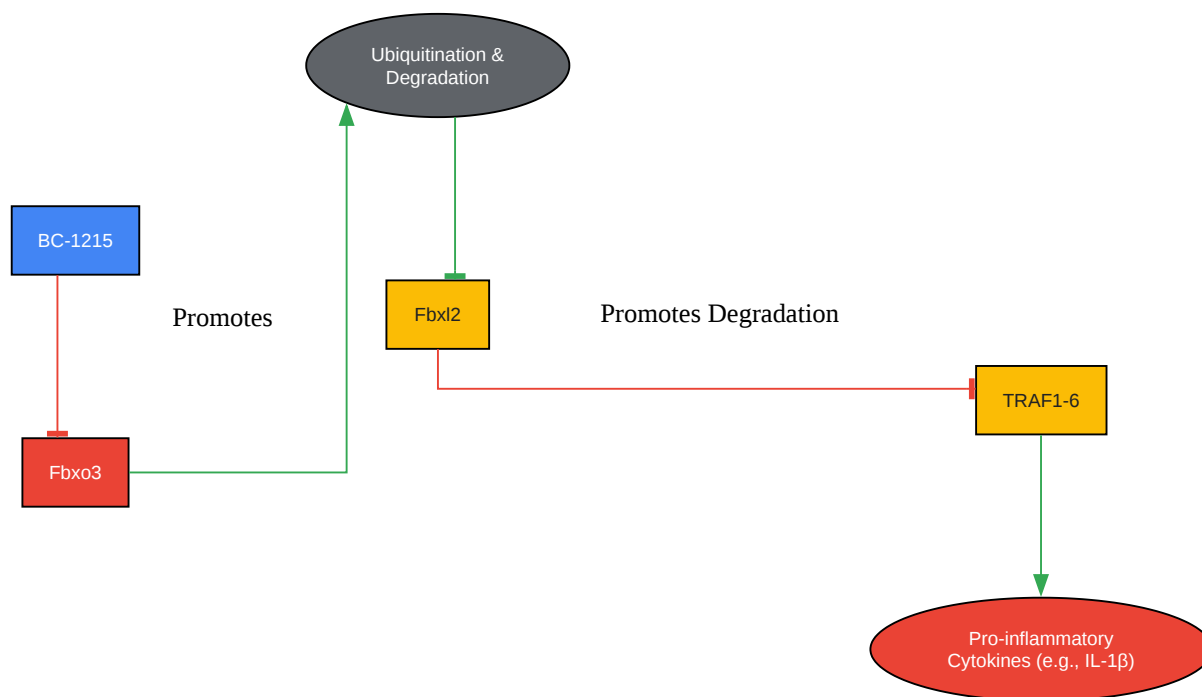 Ubiquitination &
Degradation
BC-1215
Promotes
Fbxl2
Promotes Degradation
TRAF1-6
Fbxo3
Pro-inflammatory
Cytokines (e.g., IL-1β)